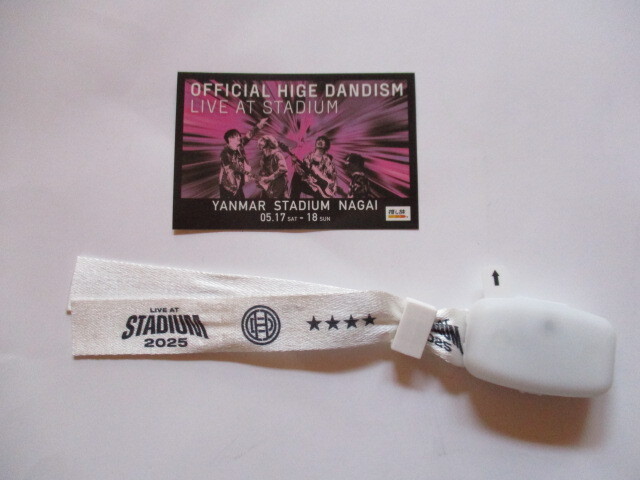 OFFICIAL HIGE DANDISM
LIVE AT STADIUM
YANMAR STADIUM NAGAI
05.17 SAT - 18 SUN
LIVE AT
STADIUM
2025